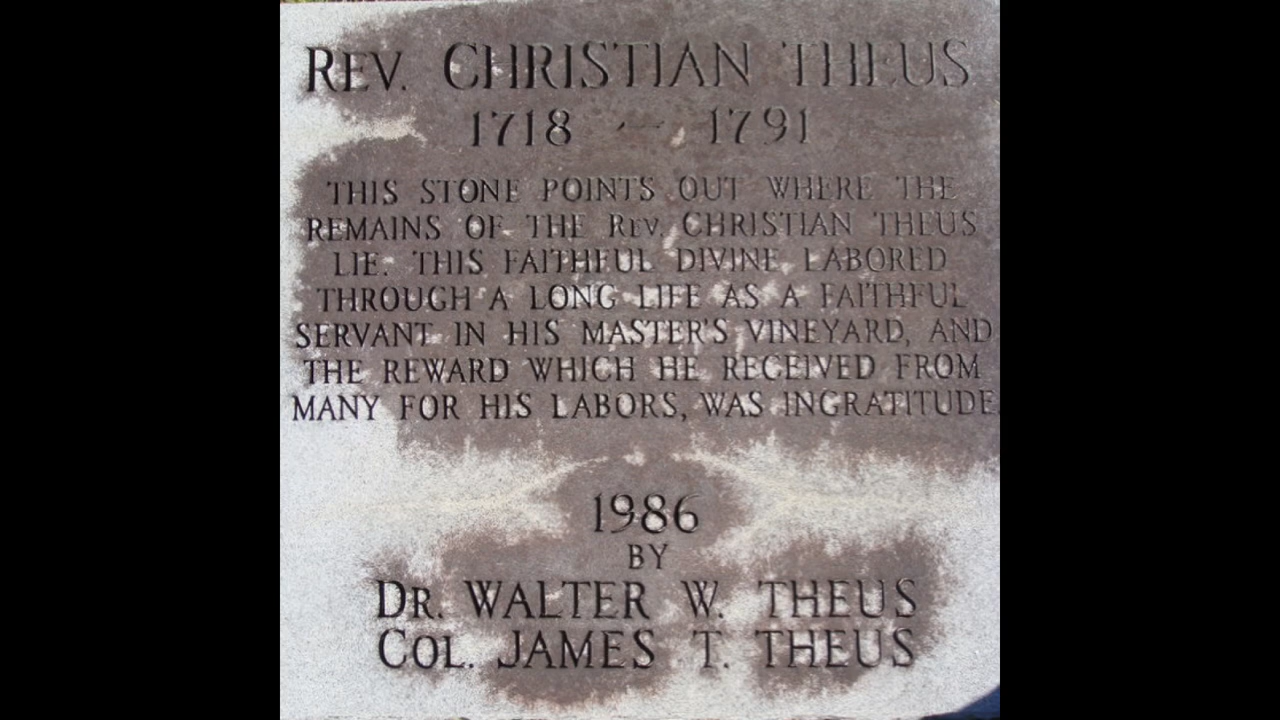 REV. CHRISTIAN THEUS
1718 - 1791
THIS STONE POINTS OUT WHERE THE
REMAINS OF THE REV. CHRISTIAN THEUS
LIE. THIS FAITHFUL DIVINE LABORED
THROUGH A LONG LIFE AS A FAITHFUL
SERVANT IN HIS MASTER'S VINEYARD, AND
THE REWARD WHICH HE RECEIVED FROM
MANY FOR HIS LABORS, WAS INGRATITUDE.
1986
BY
DR. WALTER W. THEUS
COL. JAMES T. THEUS